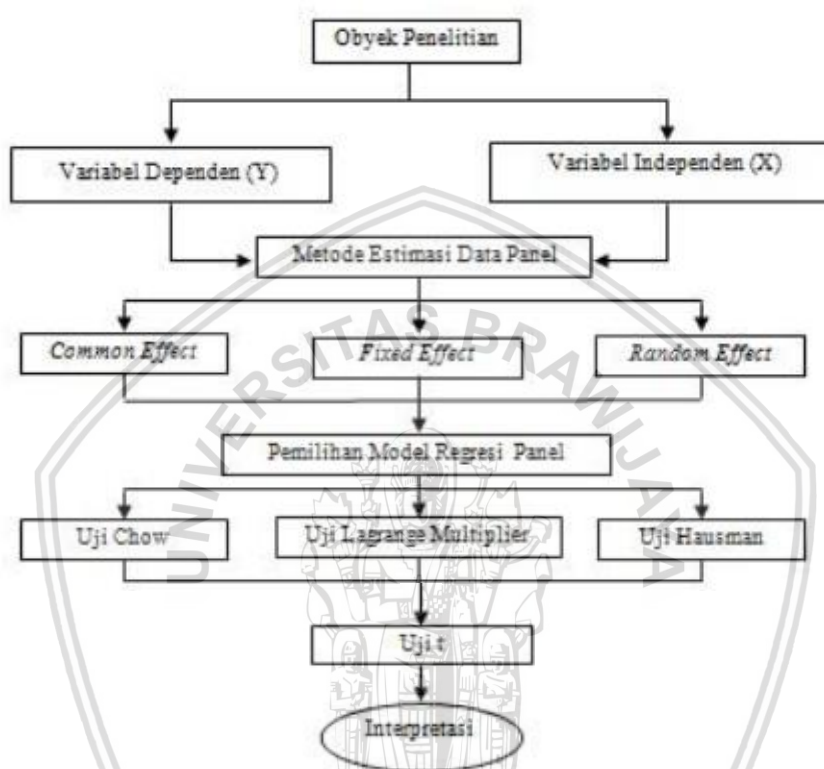 Obyek Penelitian
Variabel Dependen (Y)
Variabel Independen (X)
Metode Estimasi Data Panel
Common Effect
Fixed Effect
Random Effect
Pemilihan Model Regresi Panel
Uji Chow
Uji Lagrange Multiplier
Uji Hausman
Uji t
Interpretasi
UNIVERSITAS BRAWIJAYA